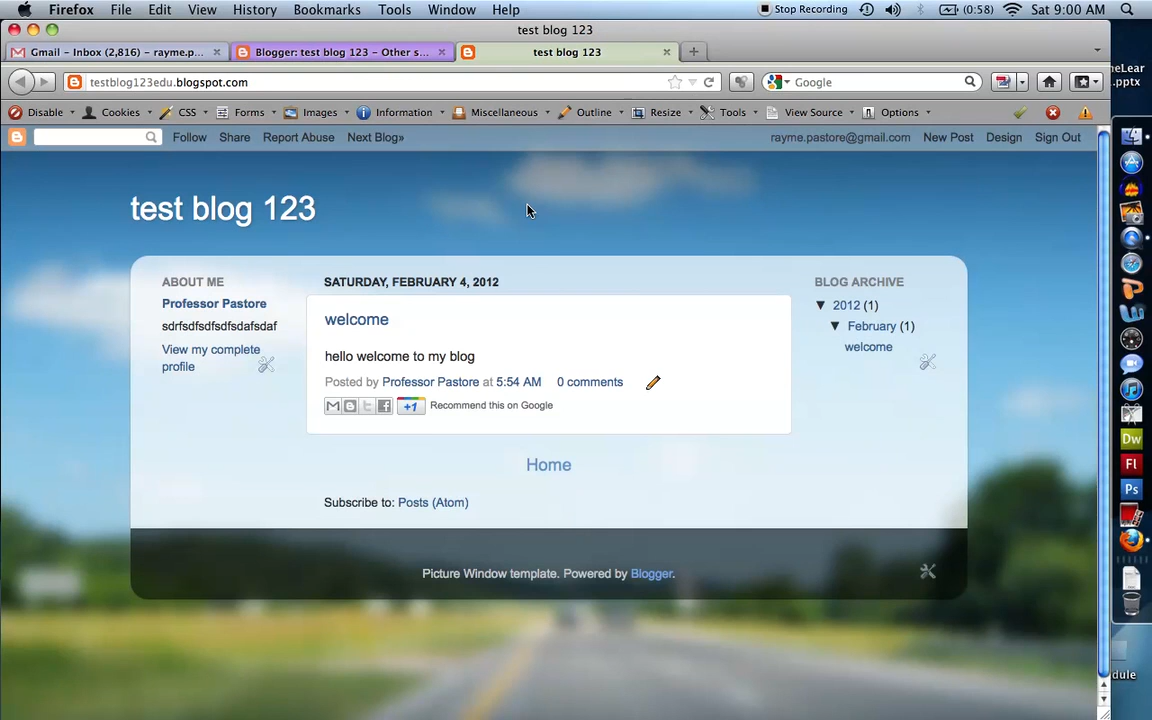 Firefox File Edit View History Bookmarks Tools Window Help Stop Recording (0:58) Sat 9:00 AM
test blog 123
Gmail – Inbox (2,816) – rayme.p... Blogger: test blog 123 – Other s... test blog 123
testblog123edu.blogspot.com Google
Disable Cookies CSS Forms Images Information Miscellaneous Outline Resize Tools View Source Options
Follow Share Report Abuse Next Blog» rayme.pastore@gmail.com New Post Design Sign Out
test blog 123
ABOUT ME
Professor Pastore
sdrfsdfsdfsdfsdafsdaf
View my complete
profile
SATURDAY, FEBRUARY 4, 2012
welcome
hello welcome to my blog
Posted by Professor Pastore at 5:54 AM 0 comments
+1 Recommend this on Google
Home
Subscribe to: Posts (Atom)
BLOG ARCHIVE
▼ 2012 (1)
▼ February (1)
welcome
Picture Window template. Powered by Blogger.
.pptx
Dw
Fl
Ps